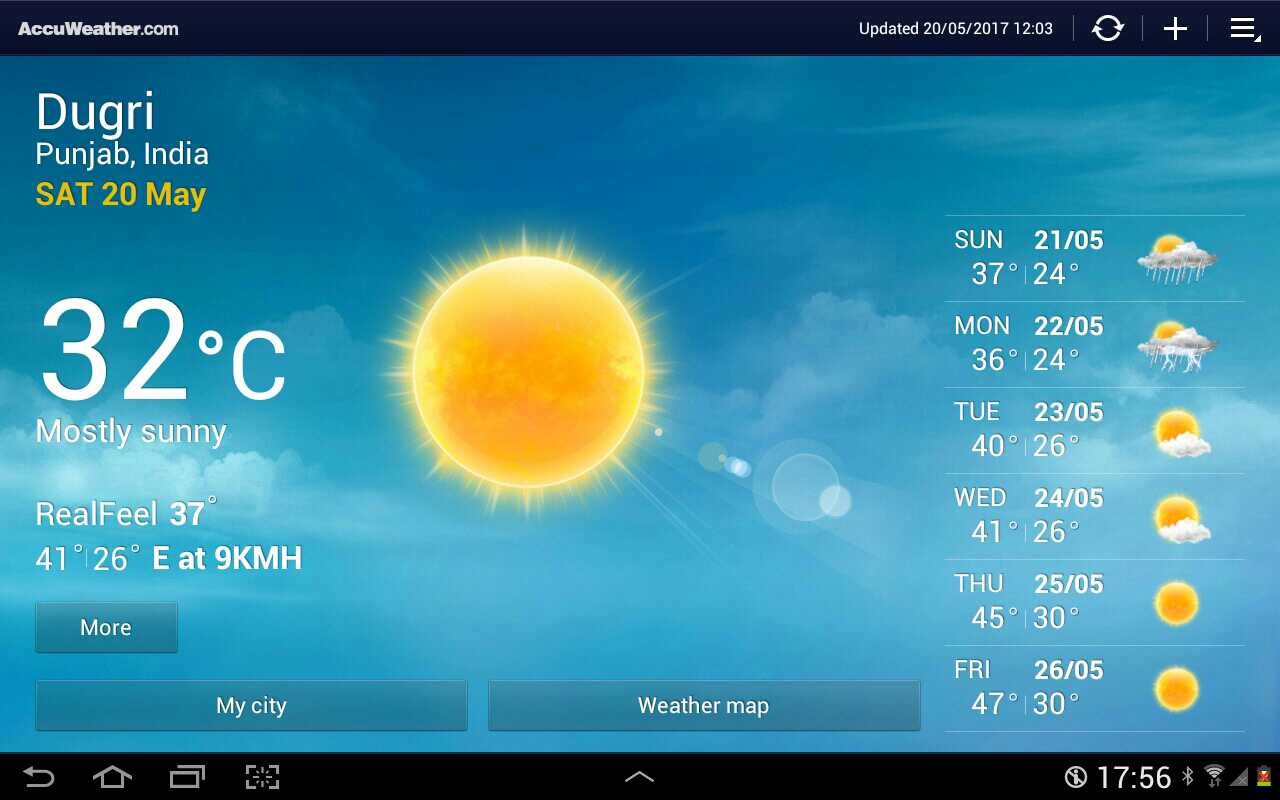 AccuWeather.com
Updated 20/05/2017 12:03
Dugri
Punjab, India
SAT 20 May
32°C
Mostly sunny
RealFeel 37°
41°|26° E at 9KMH
More
My city
Weather map
SUN 21/05
37°|24°
MON 22/05
36°|24°
TUE 23/05
40°|26°
WED 24/05
41°|26°
THU 25/05
45°|30°
FRI 26/05
47°|30°
17:56